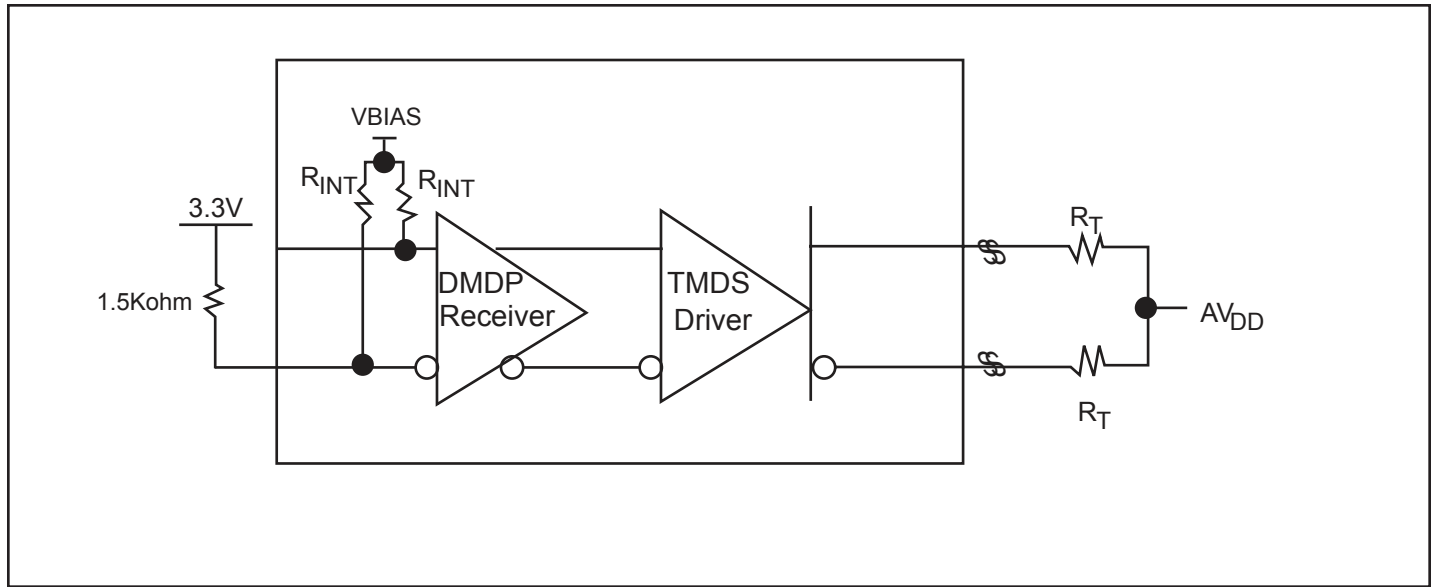 VBIAS
RINT
RINT
3.3V
1.5Kohm
DMDP
Receiver
TMDS
Driver
RT
AVDD
RT